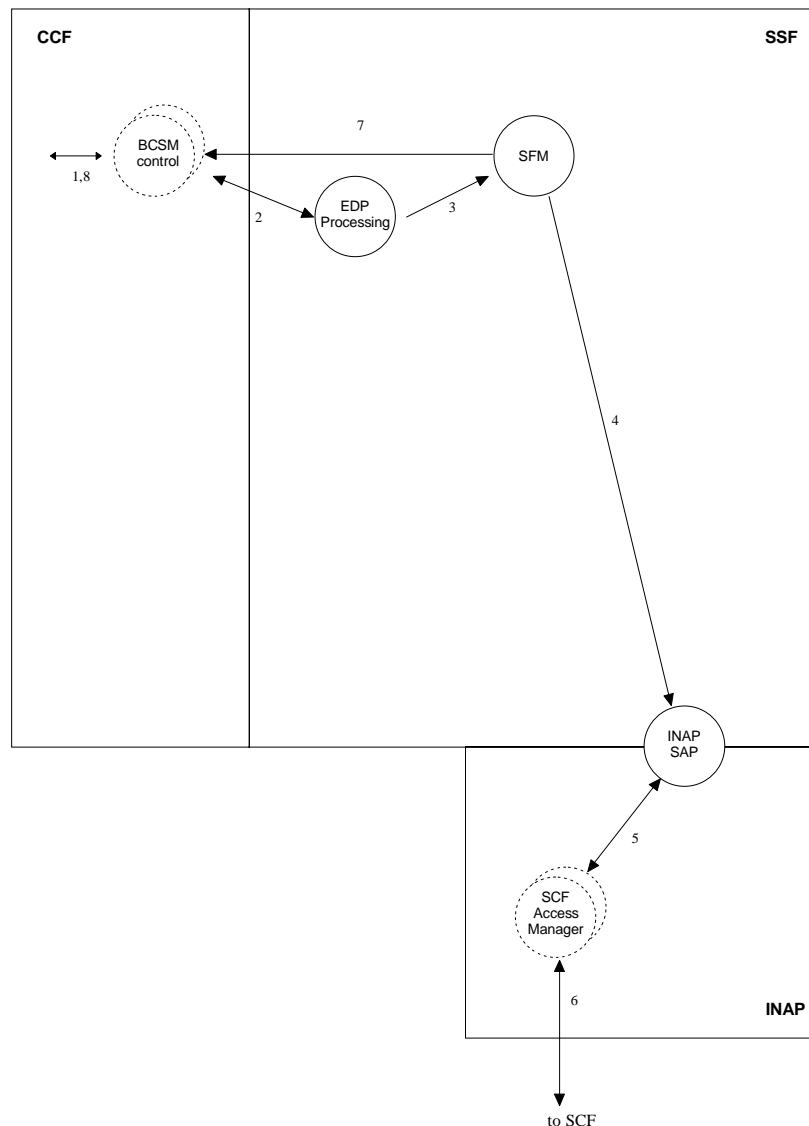 CCF
SSF
7
BCSM
control
SFM
1,8
EDP
Processing
2
3
4
INAP
SAP
5
SCF
Access
Manager
6
INAP
to SCF